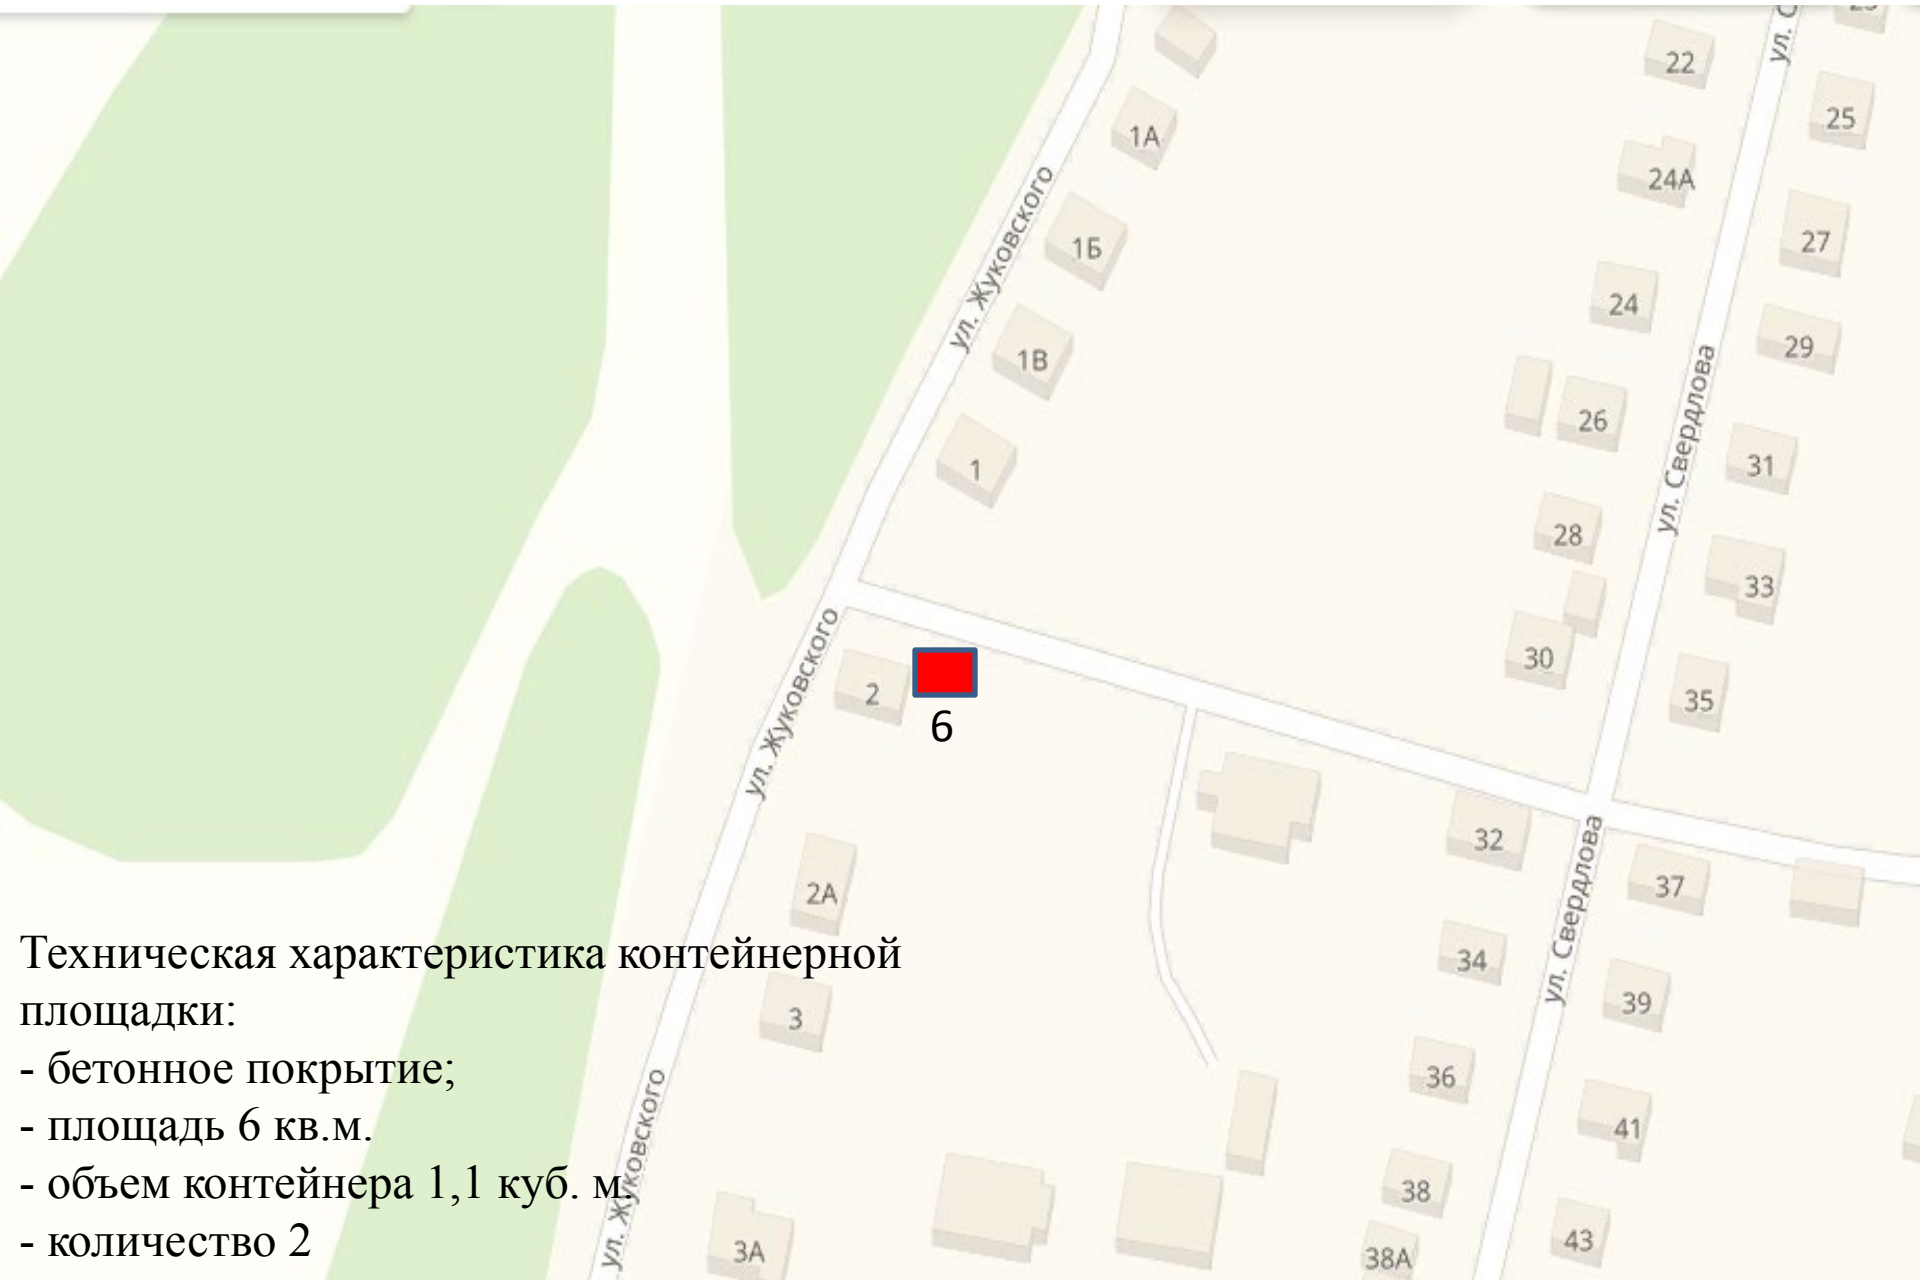 ул. С
22
25
1А
24А
ул. Жуковского
27
1Б
24
29
1В
ул. Свердлова
26
31
1
28
33
30
2
35
6
ул. Жуковского
32
ул. Свердлова
37
2А
34
39
3
36
41
38
43
3А
38А
ул. Жуковского
Техническая характеристика контейнерной
площадки:
- бетонное покрытие;
- площадь 6 кв.м.
- объем контейнера 1,1 куб. м.
- количество 2